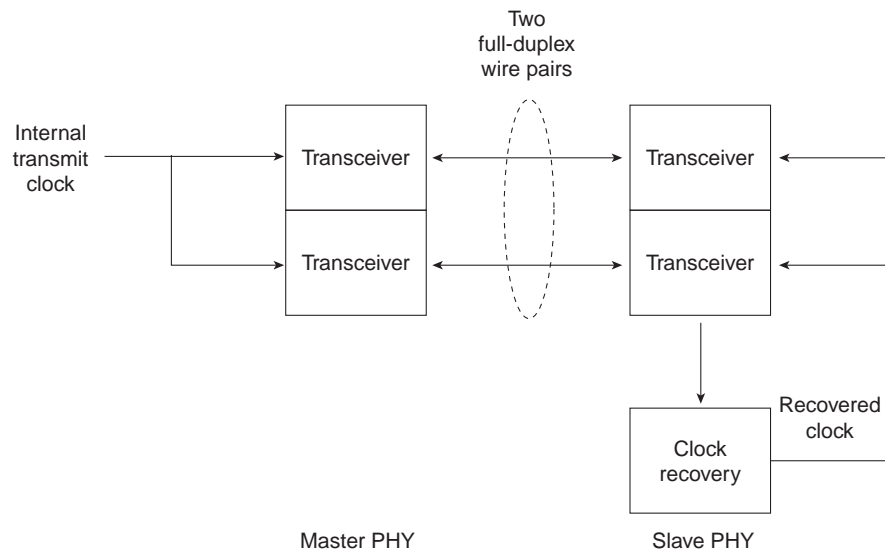 Two
full-duplex
wire pairs
Internal
transmit
clock
Transceiver
Transceiver
Transceiver
Transceiver
Clock
recovery
Recovered
clock
Master PHY
Slave PHY